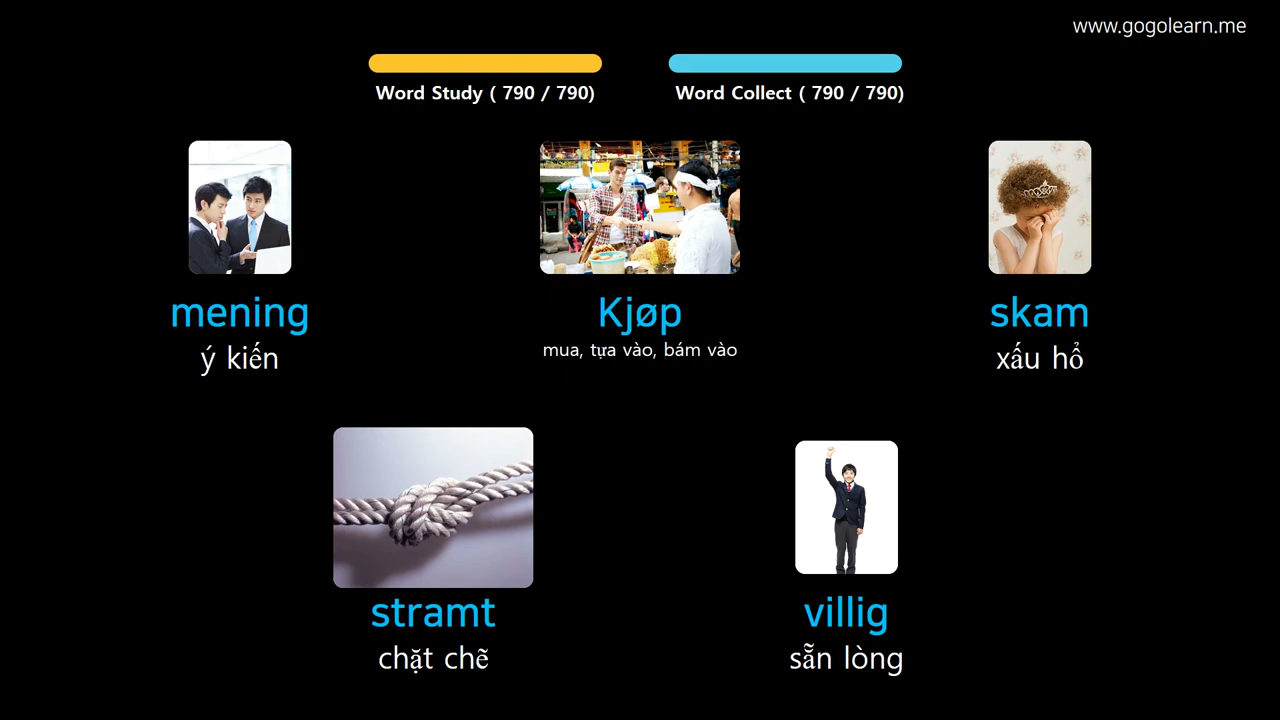 www.gogolearn.me
Word Study ( 790 / 790)
Word Collect ( 790 / 790)
mening
ý kiến
Kjøp
mua, tựa vào, bám vào
skam
xấu hổ
stramt
chặt chẽ
villig
sẵn lòng